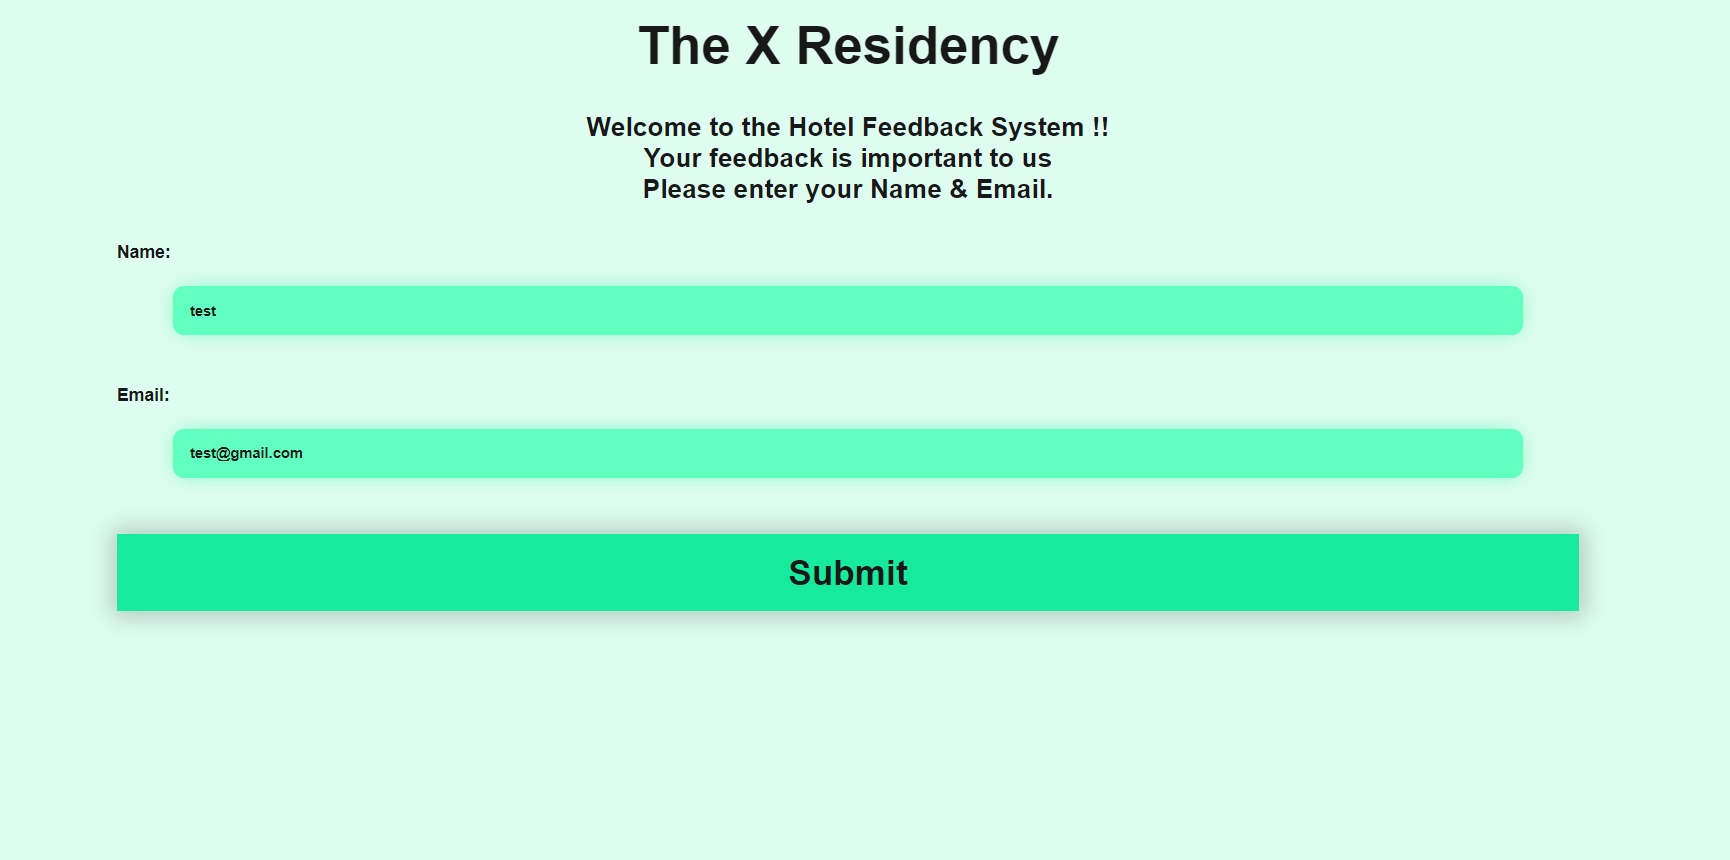 The X Residency
Welcome to the Hotel Feedback System !!
Your feedback is important to us
Please enter your Name & Email.
Name:
test
Email:
test@gmail.com
Submit